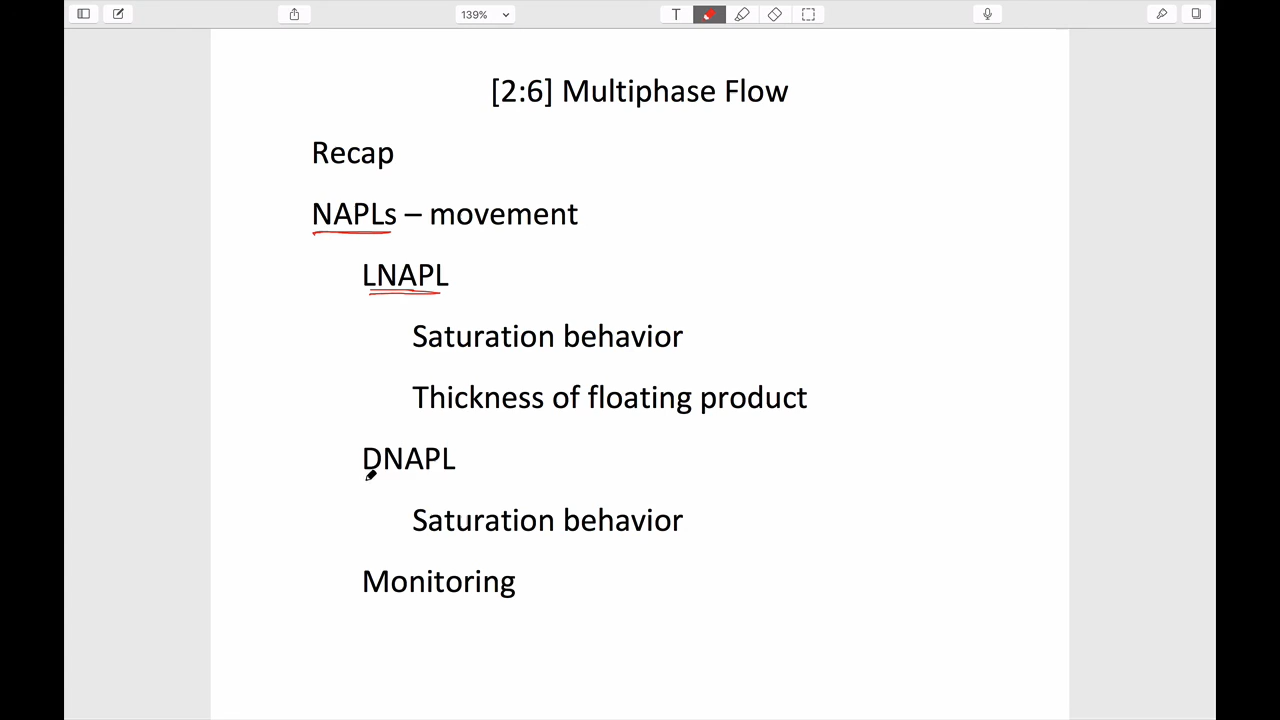 139%
T
[2:6] Multiphase Flow
Recap
NAPLs – movement
LNAPL
Saturation behavior
Thickness of floating product
DNAPL
Saturation behavior
Monitoring